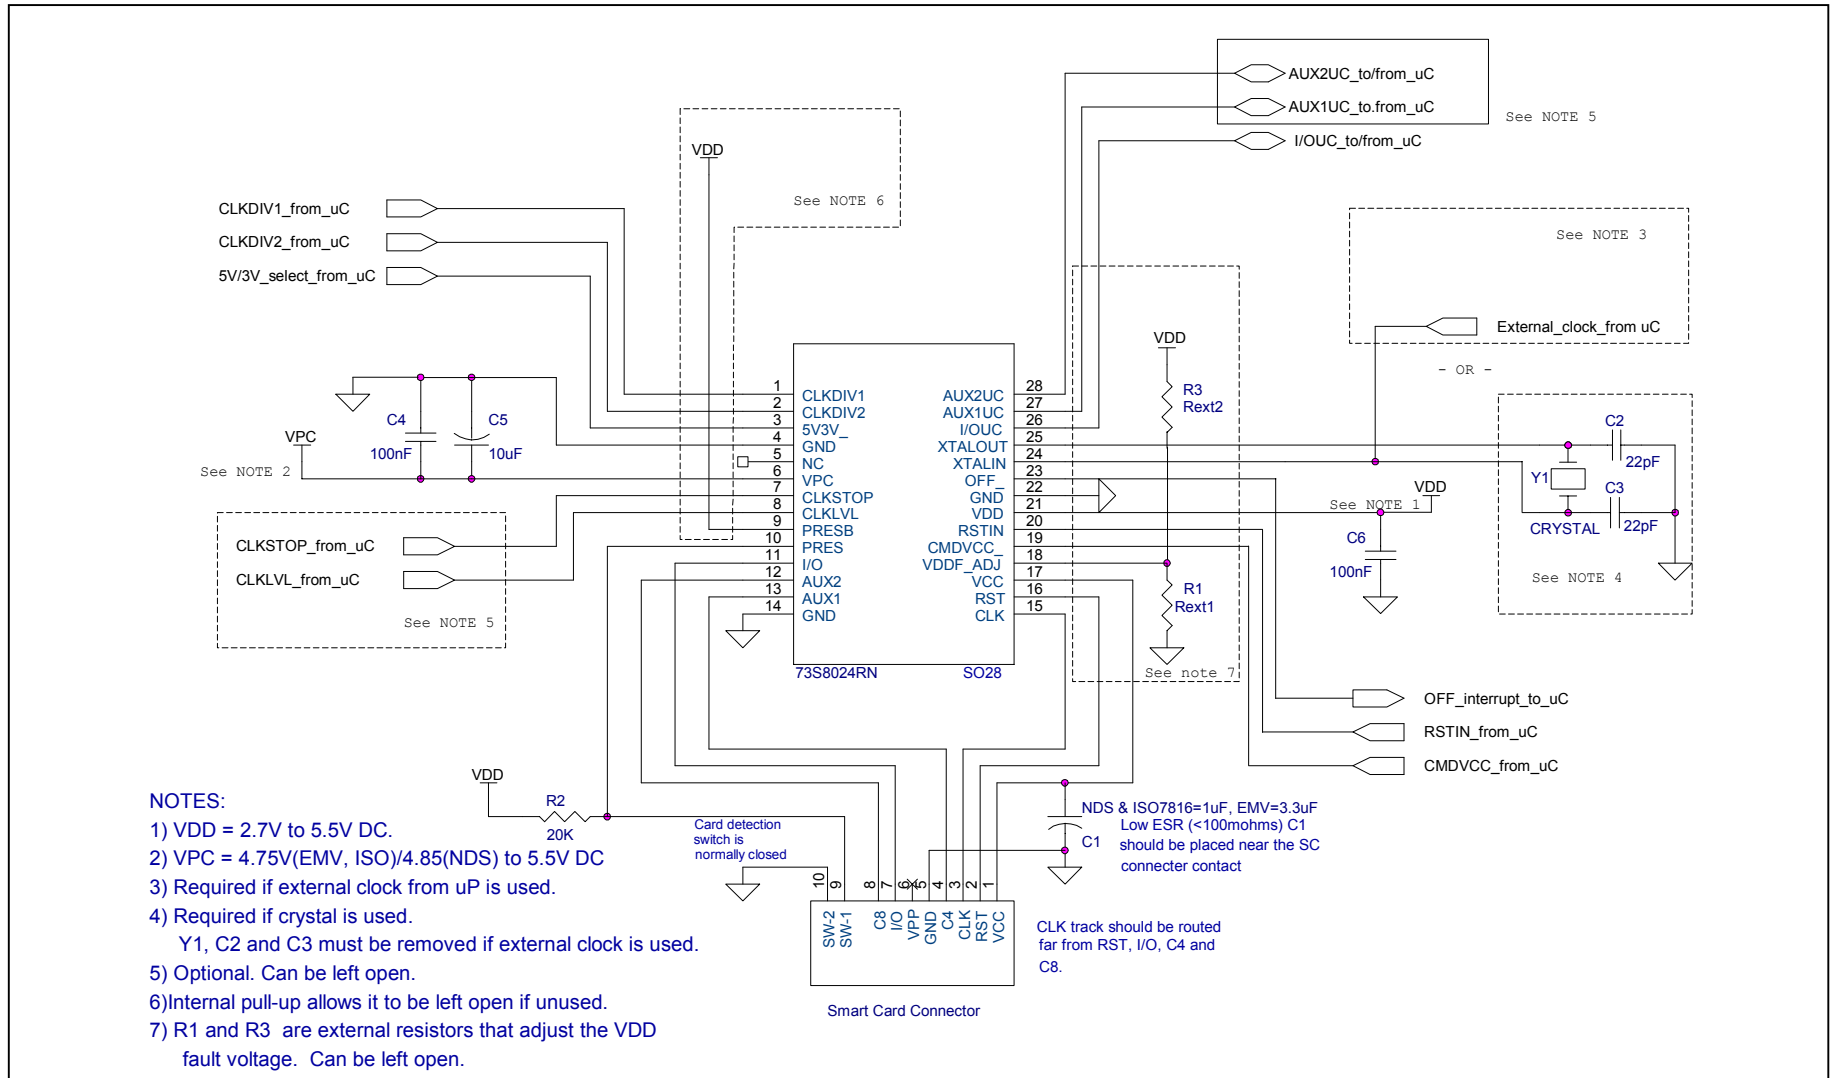 AUX2UC_to/from_uC
AUX1UC_to.from_uC
See NOTE 5
I/OUC_to/from_uC
VDD
See NOTE 6
CLKDIV1_from_uC
CLKDIV2_from_uC
5V/3V_select_from_uC
See NOTE 3
External_clock_from uC
- OR -
VDD
R3
Rext2
1
2
3
4
5
6
7
8
9
10
11
12
13
14
CLKDIV1
CLKDIV2
5V3V_
GND
NC
VPC
CLKSTOP
CLKLVL
PRESB
PRES
I/O
AUX2
AUX1
GND
AUX2UC
AUX1UC
I/OUC
XTALOUT
XTALIN
OFF_
GND
VDD
RSTIN
CMDVCC_
VDDF_ADJ
VCC
RST
CLK
28
27
26
25
24
23
22
21
20
19
18
17
16
15
73S8024RN
SO28
C4
100nF
C5
10uF
VPC
See NOTE 2
CLKSTOP_from_uC
CLKLVL_from_uC
See NOTE 5
C2
22pF
Y1
C3
22pF
CRYSTAL
See NOTE 4
VDD
See NOTE 1
C6
100nF
R1
Rext1
See note 7
OFF_interrupt_to_uC
RSTIN_from_uC
CMDVCC_from_uC
VDD
R2
20K
Card detection
switch is
normally closed
NDS & ISO7816=1uF, EMV=3.3uF
Low ESR (<100mohms) C1
should be placed near the SC
connecter contact
C1
10
9
8
7
6
5
4
3
2
1
SW-2
SW-1
C8
I/O
VPP
GND
C4
CLK
RST
VCC
CLK track should be routed
far from RST, I/O, C4 and
C8.
Smart Card Connector
NOTES:
1) VDD = 2.7V to 5.5V DC.
2) VPC = 4.75V(EMV, ISO)/4.85(NDS) to 5.5V DC
3) Required if external clock from uP is used.
4) Required if crystal is used.
Y1, C2 and C3 must be removed if external clock is used.
5) Optional. Can be left open.
6)Internal pull-up allows it to be left open if unused.
7) R1 and R3 are external resistors that adjust the VDD
fault voltage. Can be left open.